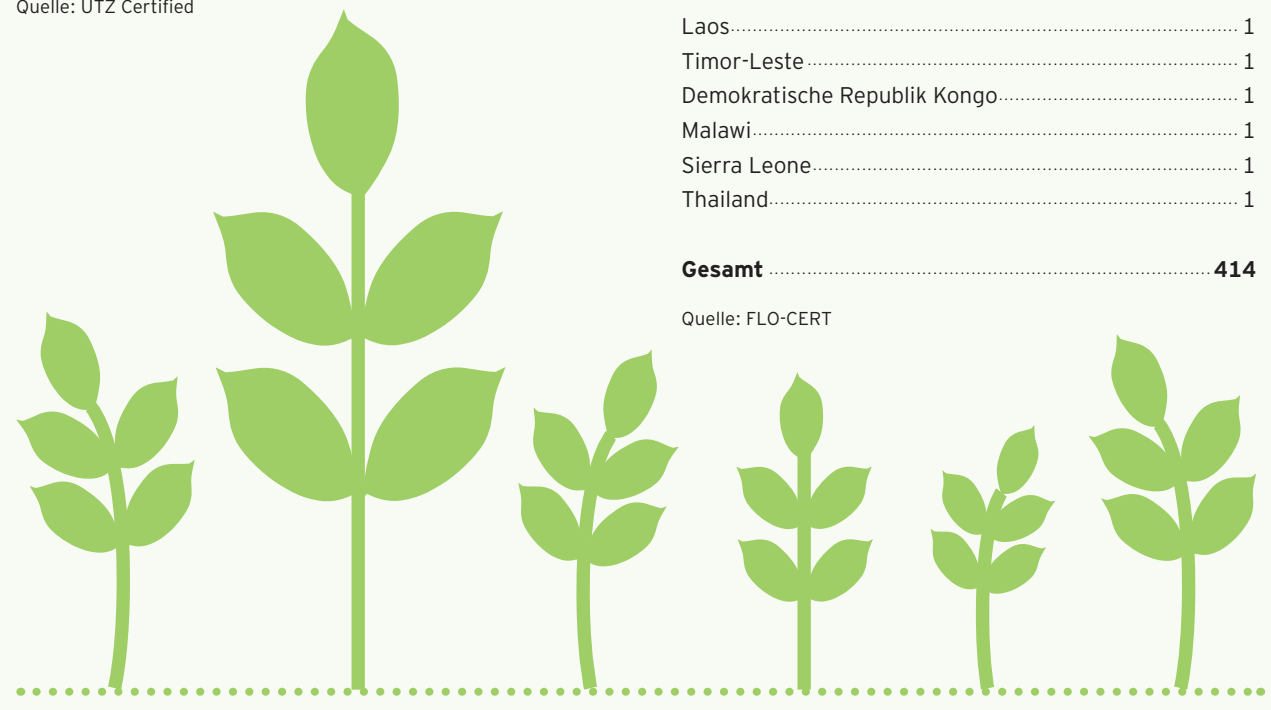 Quelle: UTZ Certified
Laos 1
Timor-Leste 1
Demokratische Republik Kongo 1
Malawi 1
Sierra Leone 1
Thailand 1
Gesamt 414
Quelle: FLO-CERT